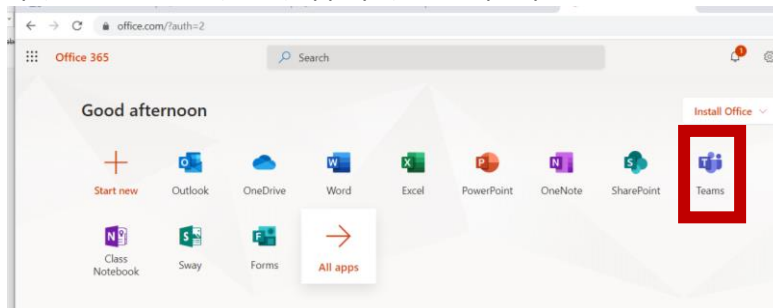 office.com/?auth=2
Office 365
Search
Good afternoon
Install Office
Start new
Outlook
OneDrive
Word
Excel
PowerPoint
OneNote
SharePoint
Teams
Class
Notebook
Sway
Forms
All apps